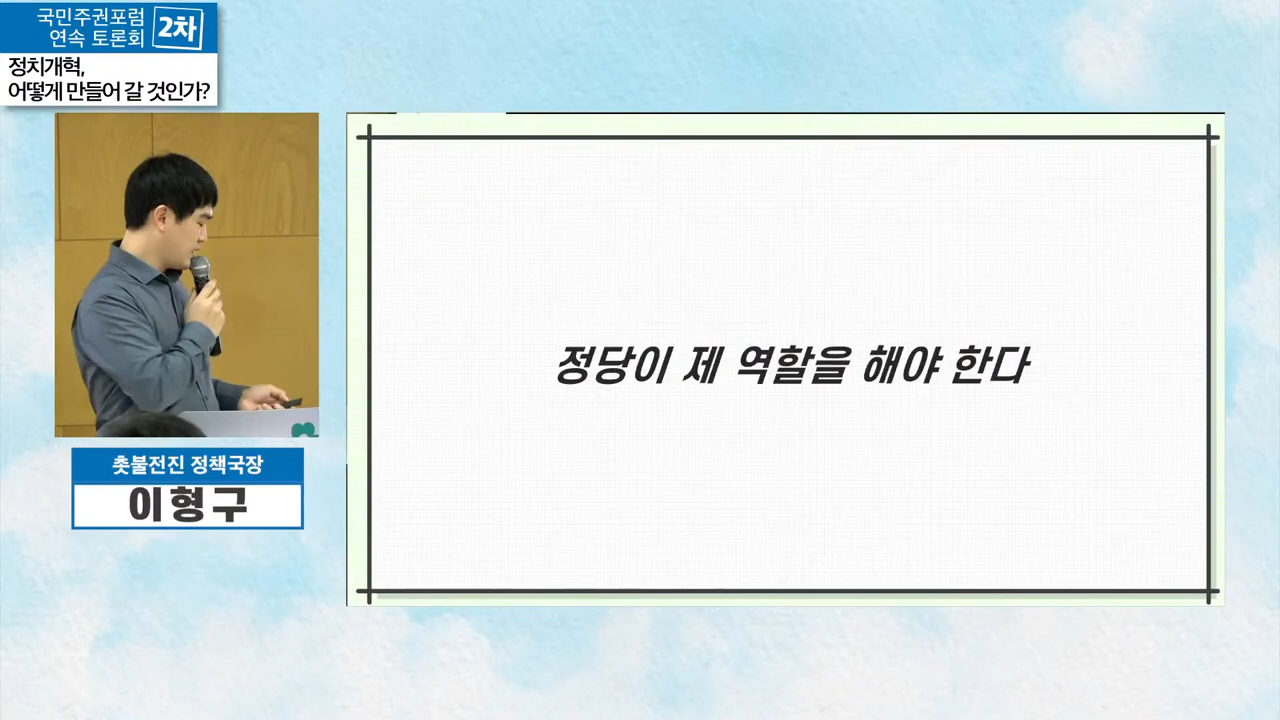 국민주권포럼
연속 토론회
2차
정치개혁,
어떻게 만들어 갈 것인가?
정당이 제 역할을 해야 한다
촛불전진 정책국장
이형구